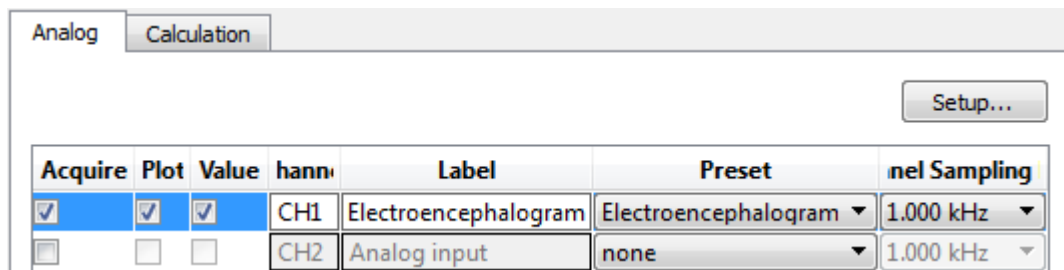 Analog Calculation
Setup...
Acquire Plot Value hann Label Preset nel Sampling
CH1 Electroencephalogram Electroencephalogram 1.000 kHz
CH2 Analog input none 1.000 kHz